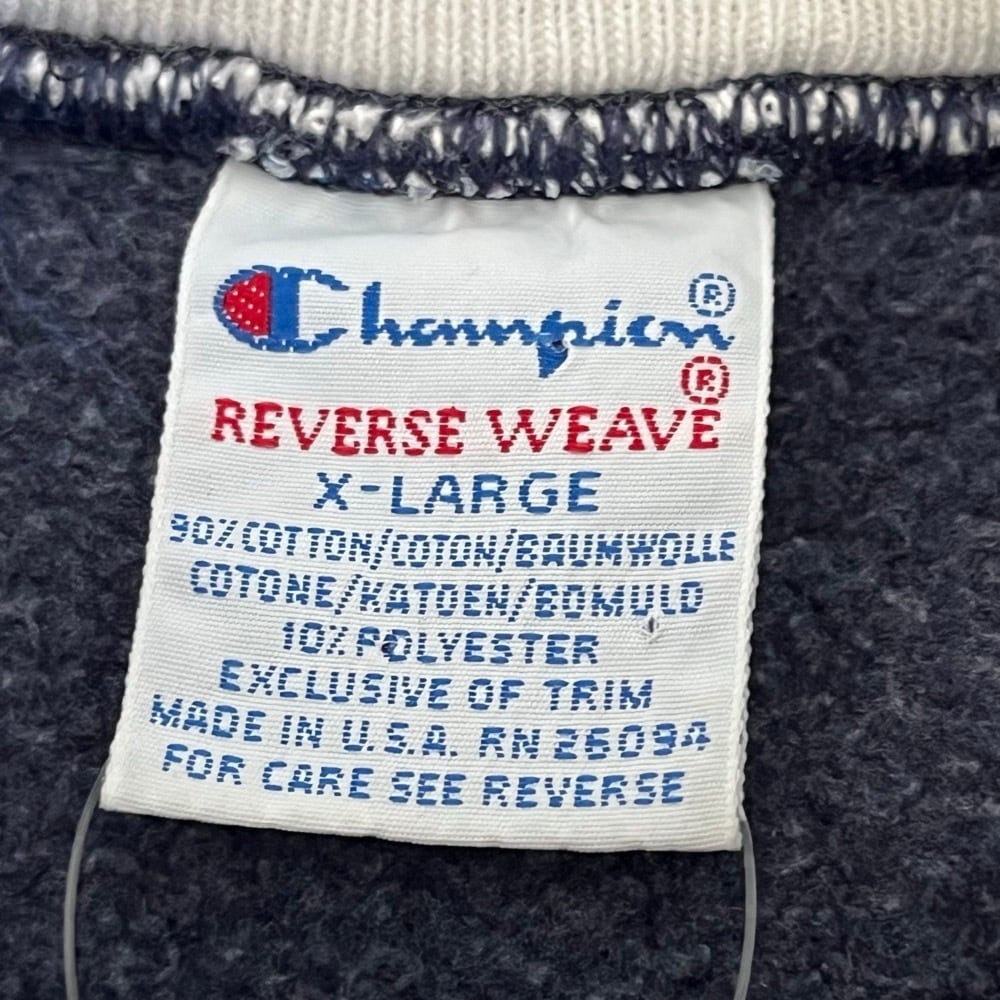 Champion®
REVERSE WEAVE®
X-LARGE
90% COTTON/COTON/BAUMWOLLE
COTONE/KATOEN/BOMULD
10% POLYESTER
EXCLUSIVE OF TRIM
MADE IN U.S.A. RN 26094
FOR CARE SEE REVERSE